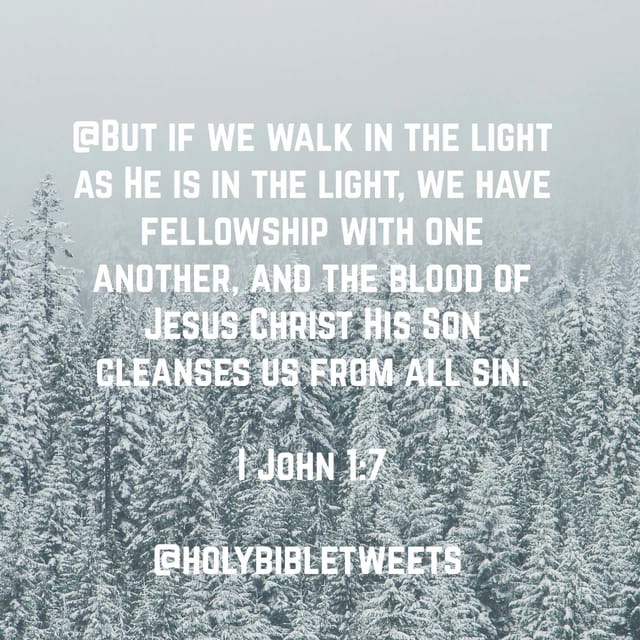 @But if we walk in the light
as He is in the light, we have
fellowship with one
another, and the blood of
Jesus Christ His Son
cleanses us from all sin.
I John 1:7
@holybibletweets